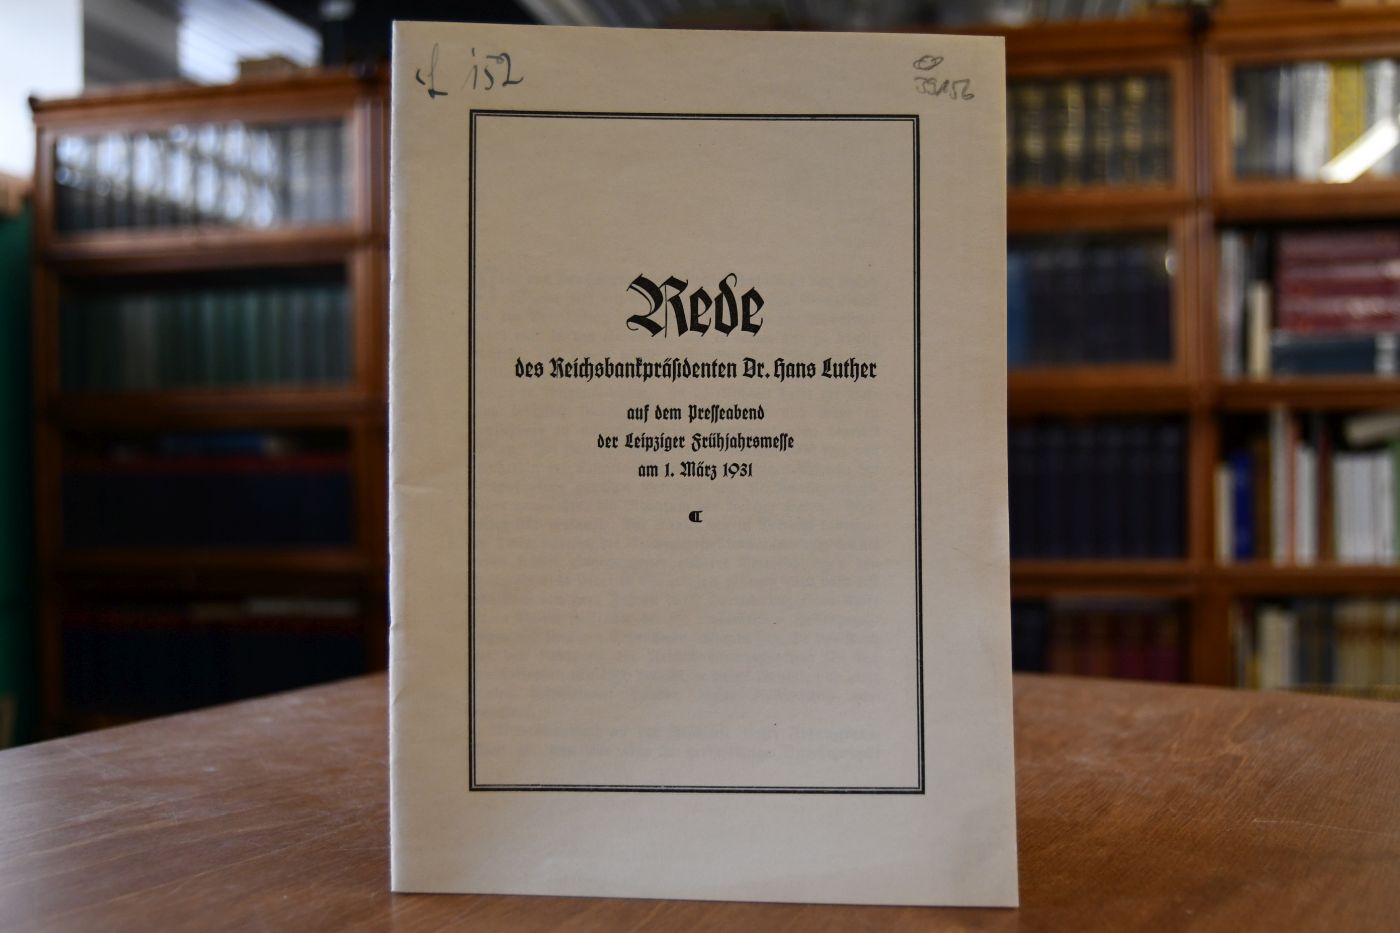 152
Rede
des Reichsbankpräsidenten Dr. Hans Luther
auf dem Presseabend
der Leipziger Frühjahrsmesse
am 1. März 1931